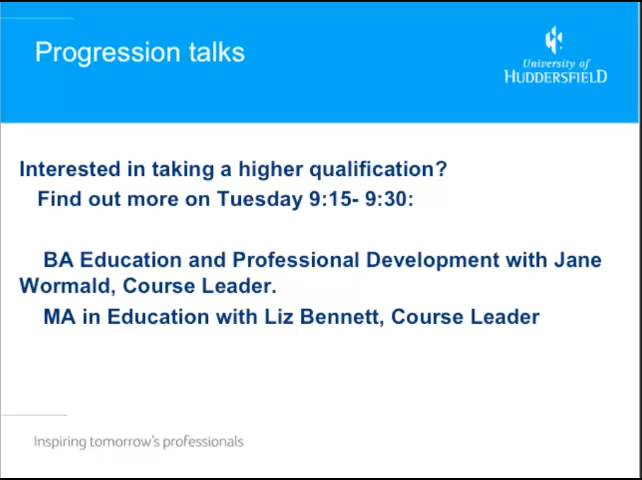 Progression talks
University of
HUDDERSFIELD
Interested in taking a higher qualification?
Find out more on Tuesday 9:15- 9:30:
BA Education and Professional Development with Jane
Wormald, Course Leader.
MA in Education with Liz Bennett, Course Leader
Inspiring tomorrow's professionals